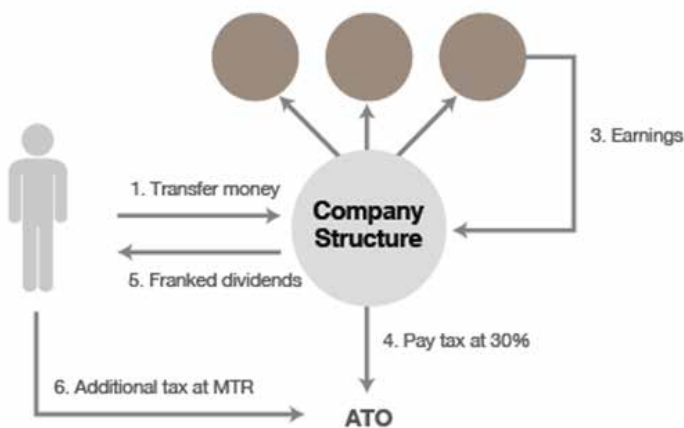 3. Earnings
1. Transfer money
Company
Structure
5. Franked dividends
4. Pay tax at 30%
6. Additional tax at MTR
ATO